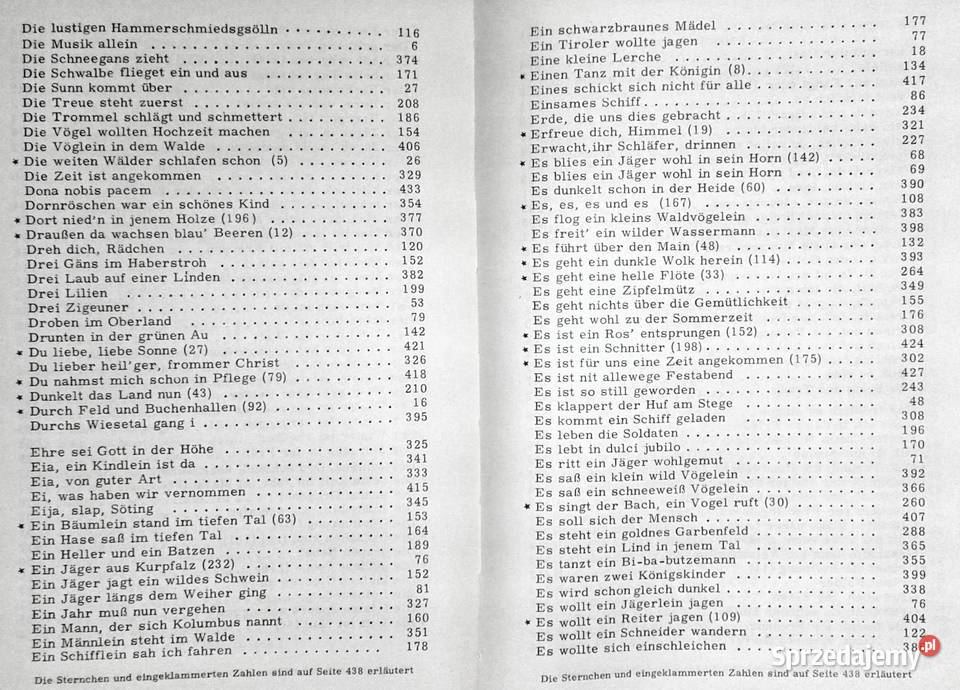 Die lustigen Hammerschmiedsgsölln . . . . . . . . . . 116
Die Musik allein . . . . . . . . . . 6
Die Schneegans zieht . . . . . . . . . . 374
Die Schwalbe flieget ein und aus . . . . . . . . . . 171
Die Sunn kommt über . . . . . . . . . . 27
Die Treue steht zuerst . . . . . . . . . . 208
Die Trommel schlägt und schmettert . . . . . . . . . . 186
Die Vögel wollten Hochzeit machen . . . . . . . . . . 154
Die Vöglein in dem Walde . . . . . . . . . . 406
* Die weiten Wälder schlafen schon (5) . . . . . . . . . . 26
Die Zeit ist angekommen . . . . . . . . . . 329
Dona nobis pacem . . . . . . . . . . 433
Dornröschen war ein schönes Kind . . . . . . . . . . 354
* Dort nied'n in jenem Holze (196) . . . . . . . . . . 377
* Draußen da wachsen blau' Beeren (12) . . . . . . . . . . 370
Dreh dich, Rädchen . . . . . . . . . . 120
Drei Gäns im Haberstroh . . . . . . . . . . 152
Drei Laub auf einer Linden . . . . . . . . . . 382
Drei Lilien . . . . . . . . . . 199
Drei Zigeuner . . . . . . . . . . 53
Droben im Oberland . . . . . . . . . . 79
Drunten in der grünen Au . . . . . . . . . . 142
* Du liebe, liebe Sonne (27) . . . . . . . . . . 421
Du lieber heil'ger, frommer Christ . . . . . . . . . . 326
* Du nahmst mich schon in Pflege (79) . . . . . . . . . . 418
* Dunkelt das Land nun (43) . . . . . . . . . . 210
* Durch Feld und Buchenhallen (92) . . . . . . . . . . 16
Durchs Wiesetal gang i . . . . . . . . . . 395
Ehre sei Gott in der Höhe . . . . . . . . . . 325
Eia, ein Kindlein ist da . . . . . . . . . . 341
Eia, von guter Art . . . . . . . . . . 333
Ei, was haben wir vernommen . . . . . . . . . . 415
Eija, slap, Söting . . . . . . . . . . 345
* Ein Bäumlein stand im tiefen Tal (63) . . . . . . . . . . 153
Ein Hase saß im tiefen Tal . . . . . . . . . . 164
Ein Heller und ein Batzen . . . . . . . . . . 189
* Ein Jäger aus Kurpfalz (232) . . . . . . . . . . 76
Ein Jäger jagt ein wildes Schwein . . . . . . . . . . 152
Ein Jäger längs dem Weiher ging . . . . . . . . . . 81
Ein Jahr muß nun vergehen . . . . . . . . . . 327
Ein Mann, der sich Kolumbus nannt . . . . . . . . . . 160
Ein Männlein steht im Walde . . . . . . . . . . 351
Ein Schifflein sah ich fahren . . . . . . . . . . 178
Die Sternchen und eingeklammerten Zahlen sind auf Seite 438 erläutert
Ein schwarzbraunes Mädel . . . . . . . . . . 177
Ein Tiroler wollte jagen . . . . . . . . . . 77
Eine kleine Lerche . . . . . . . . . . 18
* Einen Tanz mit der Königin (8) . . . . . . . . . . 134
Eines schickt sich nicht für alle . . . . . . . . . . 417
Einsames Schiff . . . . . . . . . . 86
Erde, die uns dies gebracht . . . . . . . . . . 234
* Erfreue dich, Himmel (19) . . . . . . . . . . 321
Erwacht, ihr Schläfer, drinnen . . . . . . . . . . 227
* Es blies ein Jäger wohl in sein Horn (142) . . . . . . . . . . 68
Es blies ein Jäger wohl in sein Horn . . . . . . . . . . 69
Es dunkelt schon in der Heide (60) . . . . . . . . . . 390
* Es, es, es und es (167) . . . . . . . . . . 108
Es flog ein kleins Waldvögelein . . . . . . . . . . 383
Es freit' ein wilder Wassermann . . . . . . . . . . 398
* Es führt über den Main (48) . . . . . . . . . . 132
* Es geht ein dunkle Wolk herein (114) . . . . . . . . . . 393
* Es geht eine helle Flöte (33) . . . . . . . . . . 264
Es geht eine Zipfelmütz . . . . . . . . . . 349
Es geht nichts über die Gemütlichkeit . . . . . . . . . . 155
Es geht wohl zu der Sommerzeit . . . . . . . . . . 176
* Es ist ein Ros' entsprungen (152) . . . . . . . . . . 308
* Es ist ein Schnitter (198) . . . . . . . . . . 424
* Es ist für uns eine Zeit angekommen (175) . . . . . . . . . . 302
Es ist nit allewege Festabend . . . . . . . . . . 427
Es ist so still geworden . . . . . . . . . . 243
Es klappert der Huf am Stege . . . . . . . . . . 48
Es kommt ein Schiff geladen . . . . . . . . . . 308
Es leben die Soldaten . . . . . . . . . . 196
Es lebt in dulci jubilo . . . . . . . . . . 170
Es ritt ein Jäger wohlgemut . . . . . . . . . . 71
Es saß ein klein wild Vögelein . . . . . . . . . . 392
Es saß ein schneeweiß Vögelein . . . . . . . . . . 366
* Es singt der Bach, ein Vogel ruft (30) . . . . . . . . . . 260
Es soll sich der Mensch . . . . . . . . . . 407
Es steht ein goldnes Garbenfeld . . . . . . . . . . 288
Es steht ein Lind in jenem Tal . . . . . . . . . . 365
Es tanzt ein Bi-ba-butzemann . . . . . . . . . . 355
Es waren zwei Königskinder . . . . . . . . . . 399
Es wird schon gleich dunkel . . . . . . . . . . 338
Es wollt ein Jägerlein jagen . . . . . . . . . . 76
* Es wollt ein Reiter jagen (109) . . . . . . . . . . 404
Es wollt ein Schneider wandern . . . . . . . . . . 122
Es wollte sich einschleichen . . . . . . . . . .
Die Sternchen und eingeklammerten Zahlen sind auf Seite 438 erläutert
Sprzedajemy.pl